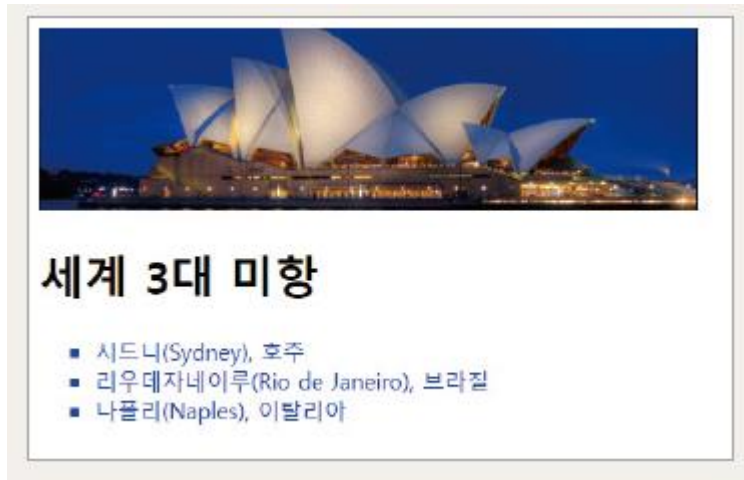 세계 3대 미항
시드니(Sydney), 호주
리우데자네이루(Rio de Janeiro), 브라질
나폴리(Naples), 이탈리아